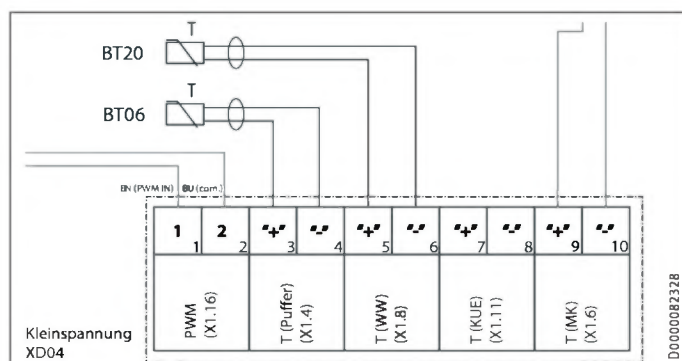 T
BT20
T
BT06
BN (PWM IN) BU (com.)
1 2 "+" "-" "+" "-" "+" "-" "+" "-"
1 2 3 4 5 6 7 8 9 10
PWM
(X1.16)
T (Puffer)
(X1.4)
T (WW)
(X1.8)
T (KUE)
(X1.11)
T (MK)
(X1.6)
Kleinspannung
XD04
D0000082328